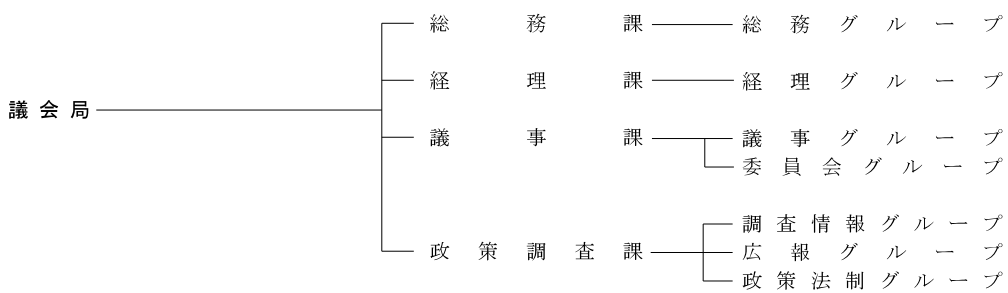 総務課 総務グループ
経理課 経理グループ
議会局
議事課 議事グループ
委員会グループ
調査情報グループ
政策調査課 広報グループ
政策法制グループ